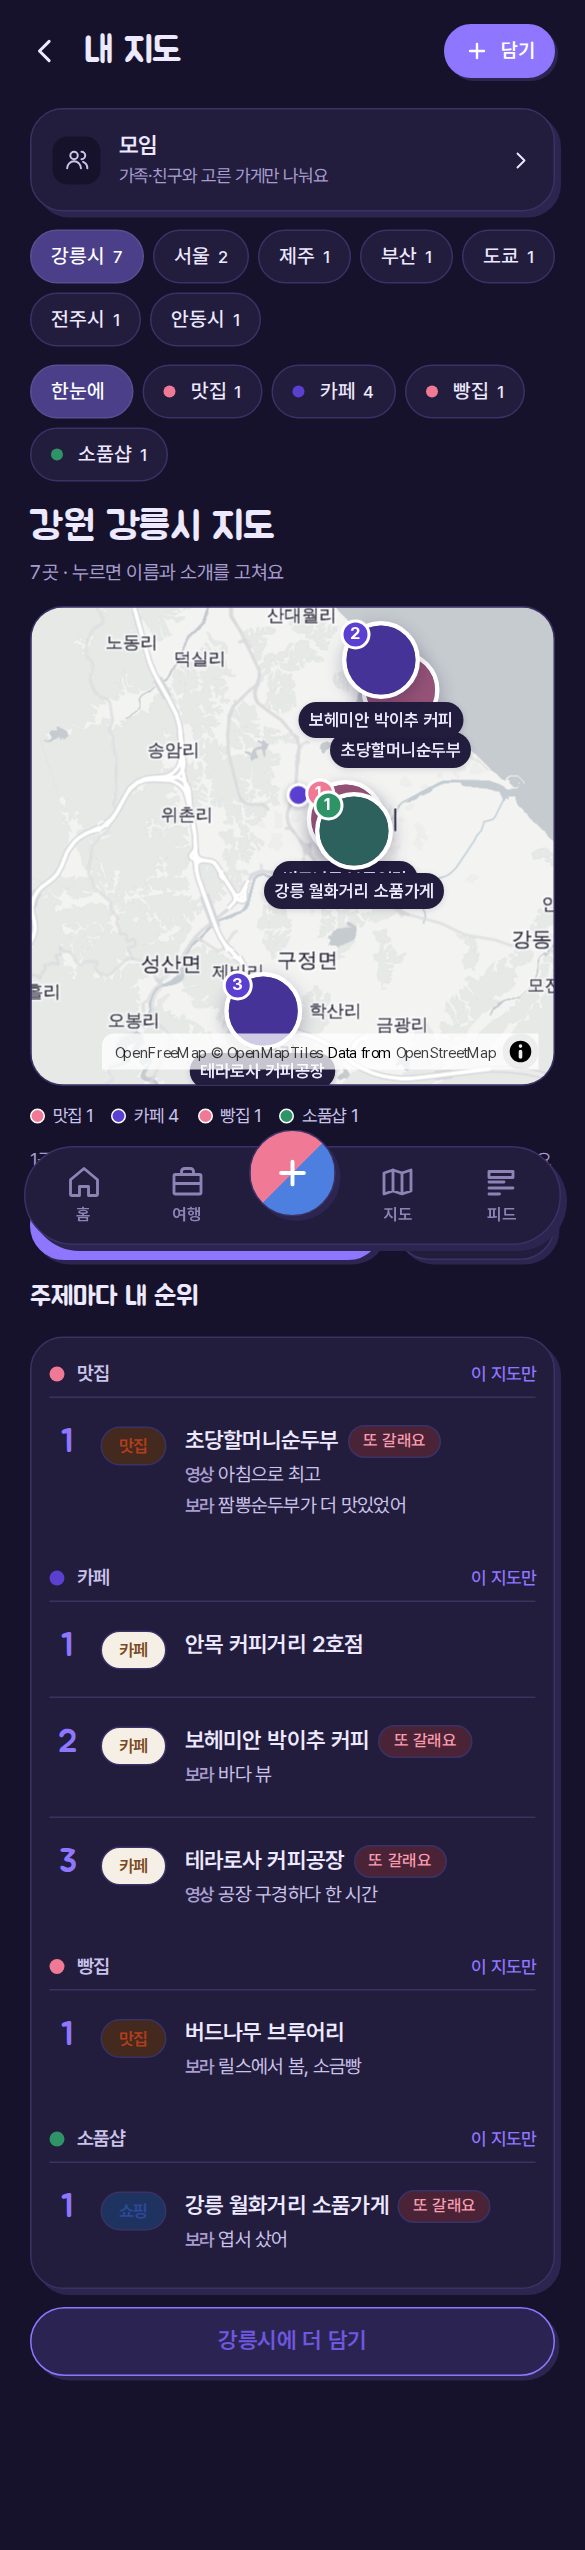 내 지도
담기
모임
가족·친구와 고른 가게만 나눠요
강릉시 7
서울 2
제주 1
부산 1
도쿄 1
전주시 1
안동시 1
한눈에
맛집 1
카페 4
빵집 1
소품샵 1
강원 강릉시 지도
7곳 · 누르면 이름과 소개를 고쳐요
산대월리
노동리
덕실리
2
보헤미안 박이추 커피
초당할머니순두부
송암리
위촌리
1
1
강릉 월화거리 소품가게
강동
성산면
구정면
3
학산리
오봉리
금광리
OpenFreeMap © OpenMapTiles Data from OpenStreetMap
테라로사 커피공장
맛집 1
카페 4
빵집 1
소품샵 1
홈
여행
지도
피드
주제마다 내 순위
맛집
이 지도만
1
맛집
초당할머니순두부
또 갈래요
영상 아침으로 최고
보라 짬뽕순두부가 더 맛있었어
카페
이 지도만
1
카페
안목 커피거리 2호점
2
카페
보헤미안 박이추 커피
또 갈래요
보라 바다 뷰
3
카페
테라로사 커피공장
또 갈래요
영상 공장 구경하다 한 시간
빵집
이 지도만
1
맛집
버드나무 브루어리
보라 릴스에서 봄, 소금빵
소품샵
이 지도만
1
쇼핑
강릉 월화거리 소품가게
또 갈래요
보라 엽서 샀어
강릉시에 더 담기